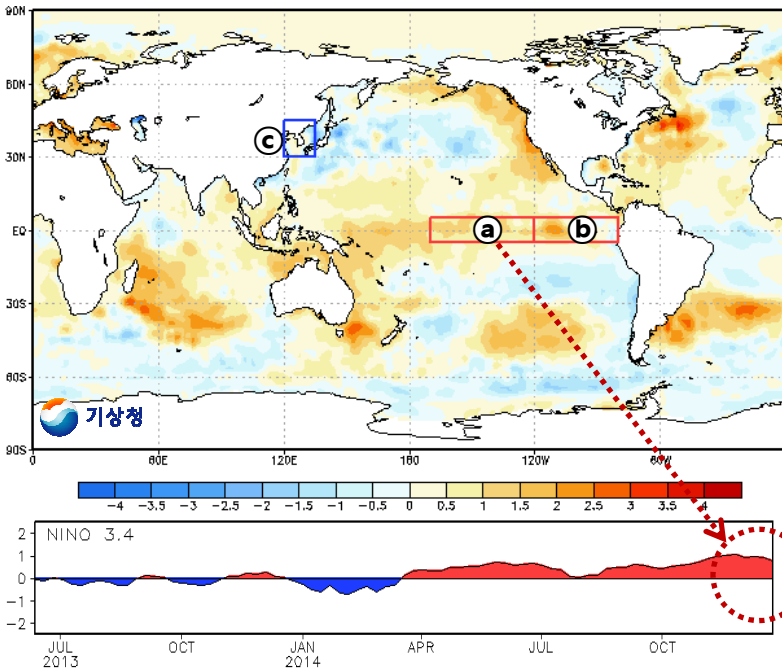 90N
60N
30N
EQ
30S
60S
90S
ⓒ
ⓐ
ⓑ
기상청
0
60E
120E
180
120W
60W
−4 −3.5 −3 −2.5 −2 −1.5 −1 −0.5 0 0.5 1 1.5 2 2.5 3 3.5 4
NINO 3.4
2
1
0
−1
−2
JUL OCT JAN APR JUL OCT
2013 2014